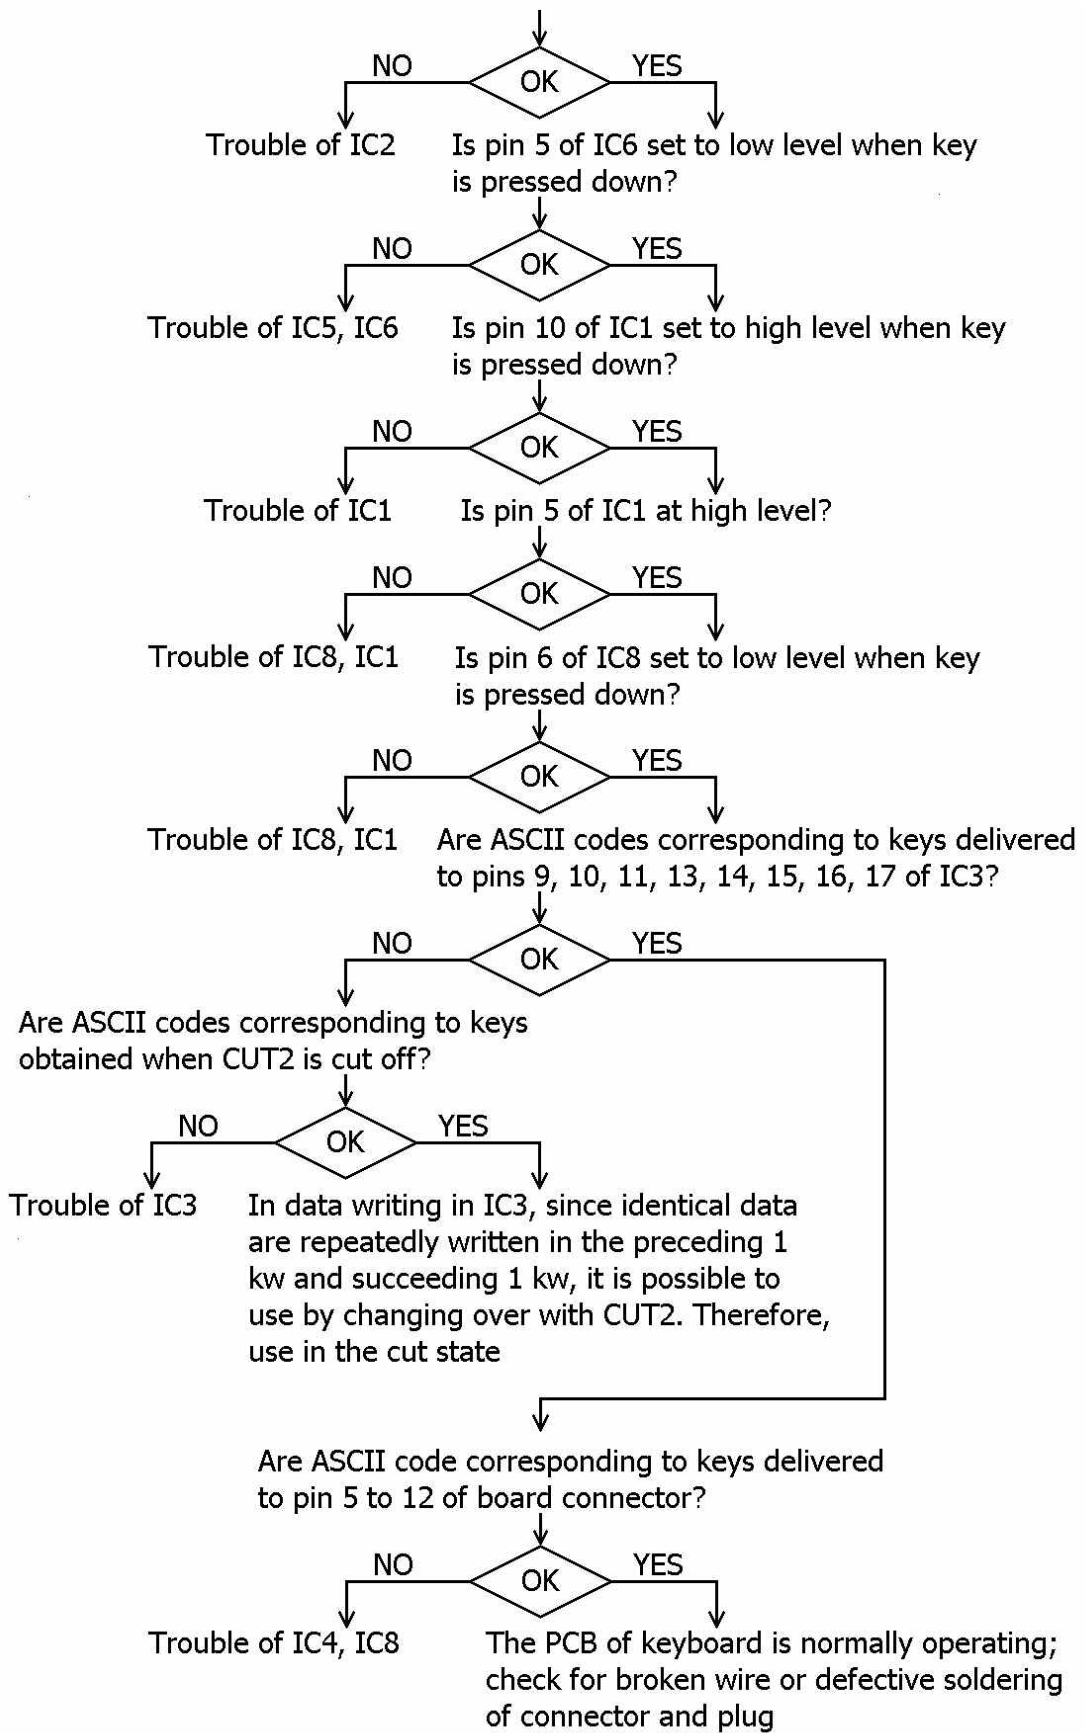 NO
OK
YES
Trouble of IC2
Is pin 5 of IC6 set to low level when key
is pressed down?
NO
OK
YES
Trouble of IC5, IC6
Is pin 10 of IC1 set to high level when key
is pressed down?
NO
OK
YES
Trouble of IC1
Is pin 5 of IC1 at high level?
NO
OK
YES
Trouble of IC8, IC1
Is pin 6 of IC8 set to low level when key
is pressed down?
NO
OK
YES
Trouble of IC8, IC1
Are ASCII codes corresponding to keys delivered
to pins 9, 10, 11, 13, 14, 15, 16, 17 of IC3?
NO
OK
YES
Are ASCII codes corresponding to keys
obtained when CUT2 is cut off?
NO
OK
YES
Trouble of IC3
In data writing in IC3, since identical data
are repeatedly written in the preceding 1
kw and succeeding 1 kw, it is possible to
use by changing over with CUT2. Therefore,
use in the cut state
Are ASCII code corresponding to keys delivered
to pin 5 to 12 of board connector?
NO
OK
YES
Trouble of IC4, IC8
The PCB of keyboard is normally operating;
check for broken wire or defective soldering
of connector and plug